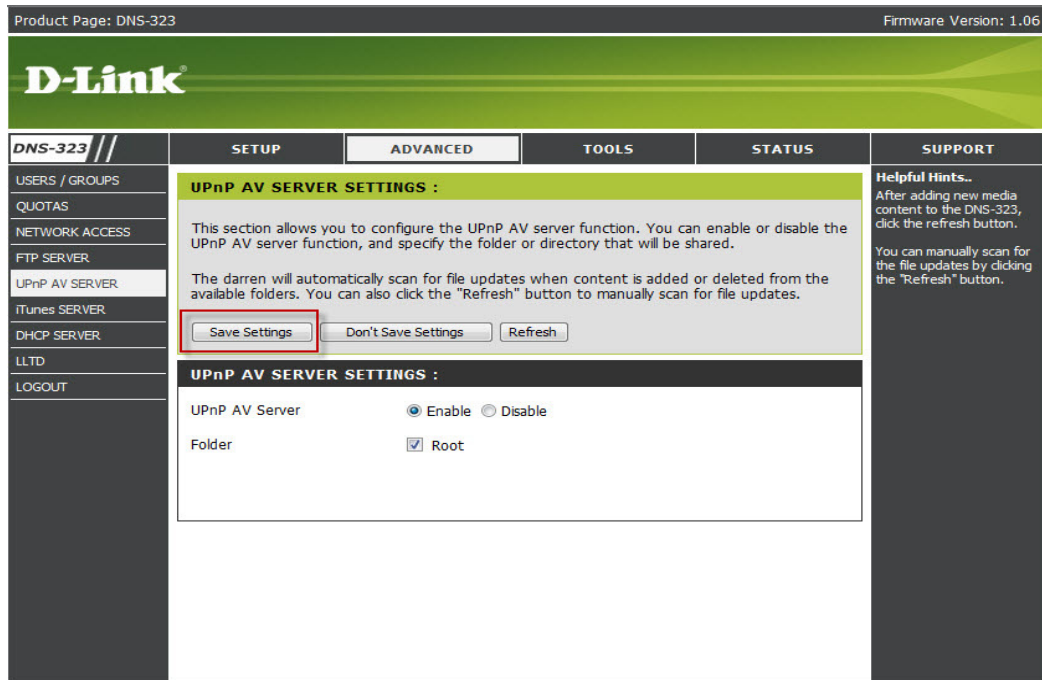 Product Page: DNS-323
Firmware Version: 1.06
D-Link®
DNS-323
SETUP
ADVANCED
TOOLS
STATUS
SUPPORT
USERS / GROUPS
QUOTAS
NETWORK ACCESS
FTP SERVER
UPnP AV SERVER
iTunes SERVER
DHCP SERVER
LLTD
LOGOUT
UPnP AV SERVER SETTINGS :
This section allows you to configure the UPnP AV server function. You can enable or disable the
UPnP AV server function, and specify the folder or directory that will be shared.
The darren will automatically scan for file updates when content is added or deleted from the
available folders. You can also click the "Refresh" button to manually scan for file updates.
Save Settings
Don't Save Settings
Refresh
UPnP AV SERVER SETTINGS :
UPnP AV Server
Enable
Disable
Folder
Root
Helpful Hints..
After adding new media
content to the DNS-323,
click the refresh button.
You can manually scan for
the file updates by clicking
the "Refresh" button.